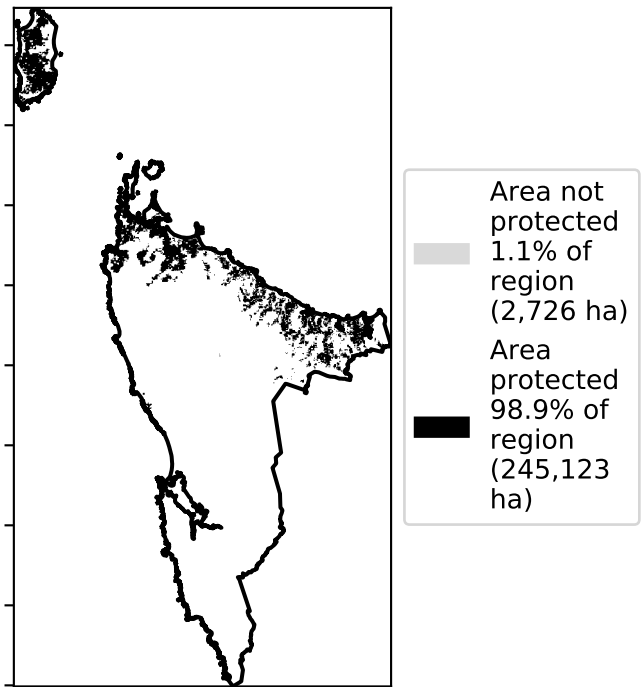 Area not
protected
1.1% of
region
(2,726 ha)
Area
protected
98.9% of
region
(245,123
ha)